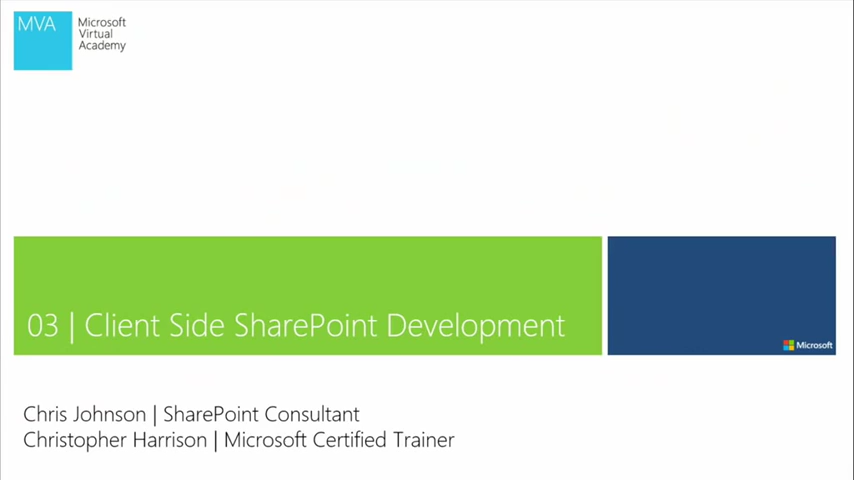 MVA
Microsoft
Virtual
Academy
03 | Client Side SharePoint Development
Microsoft
Chris Johnson | SharePoint Consultant
Christopher Harrison | Microsoft Certified Trainer